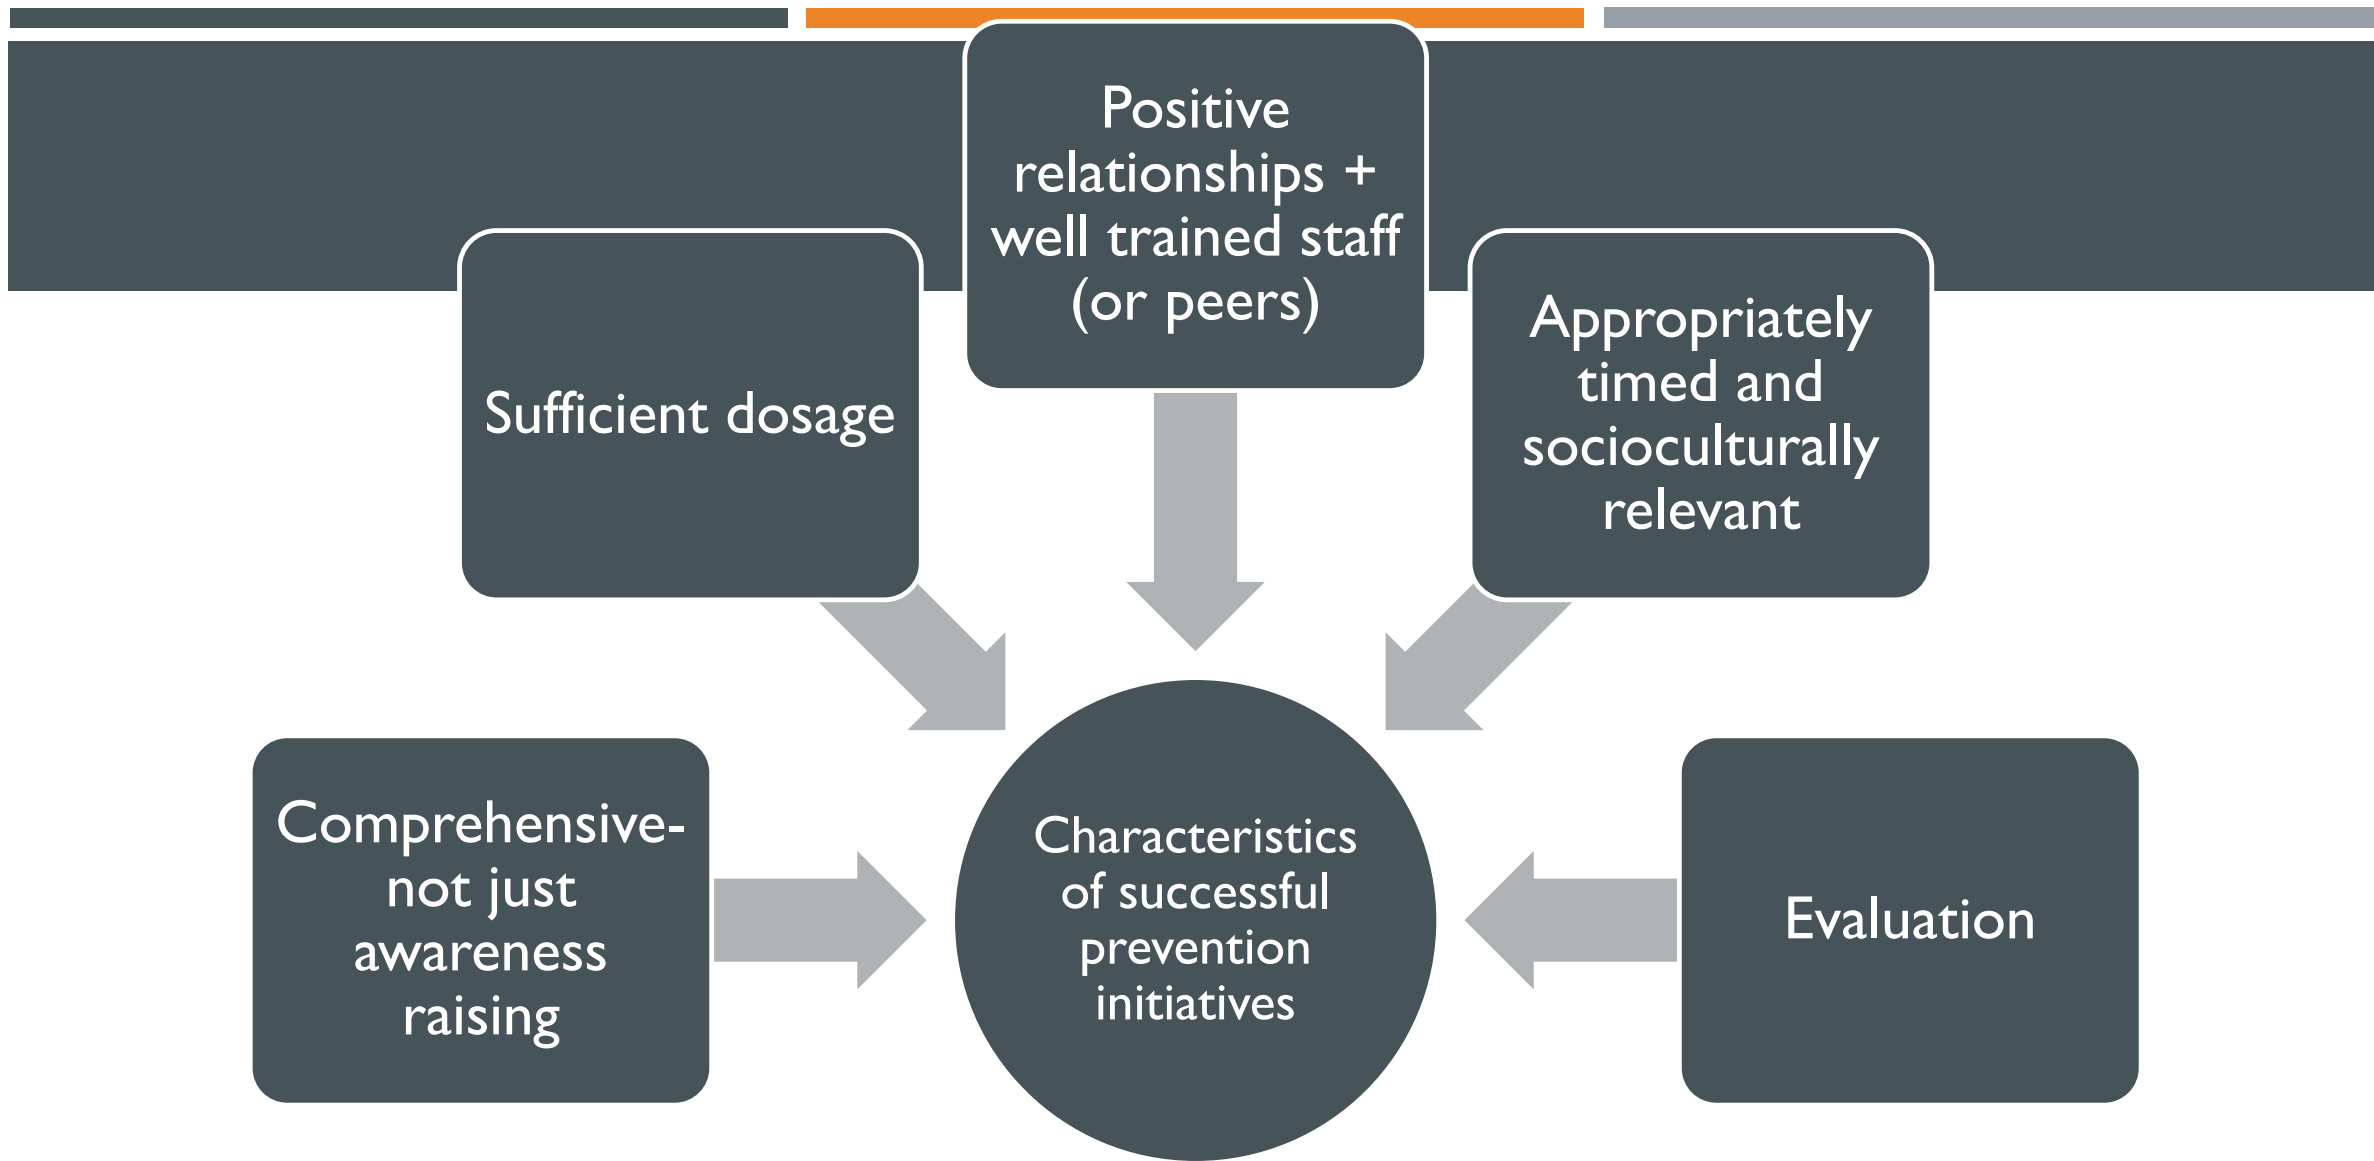 Positive
relationships +
well trained staff
(or peers)
Sufficient dosage
Appropriately
timed and
socioculturally
relevant
Comprehensive-
not just
awareness
raising
Characteristics
of successful
prevention
initiatives
Evaluation